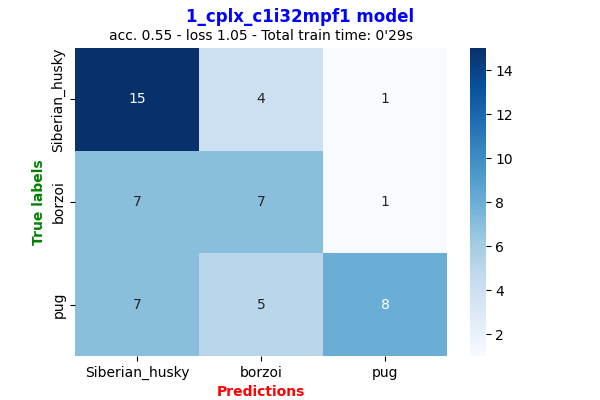 1_cplx_c1i32mpf1 model
acc. 0.55 - loss 1.05 - Total train time: 0'29s
True labels
Siberian_husky
borzoi
pug
15 4 1
7 7 1
7 5 8
Siberian_husky borzoi pug
Predictions
14
12
10
8
6
4
2